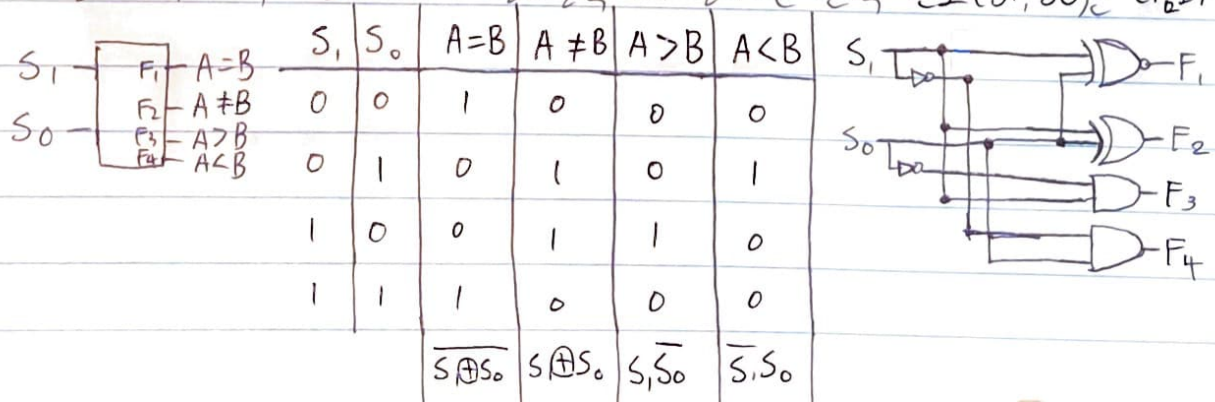 S₁ S₀ A=B A≠B A>B A<B
0 0 1 0 0 0
0 1 0 1 0 1
1 0 0 1 1 0
1 1 1 0 0 0
S₁⊕S₀̅ S₁⊕S₀ S₁S̅₀ S̅₁S₀
S₁ F₁ A=B
F₂ A≠B
S₀ F₃ A>B
F₄ A<B
S₁ F₁
S₀ F₂
F₃
F₄